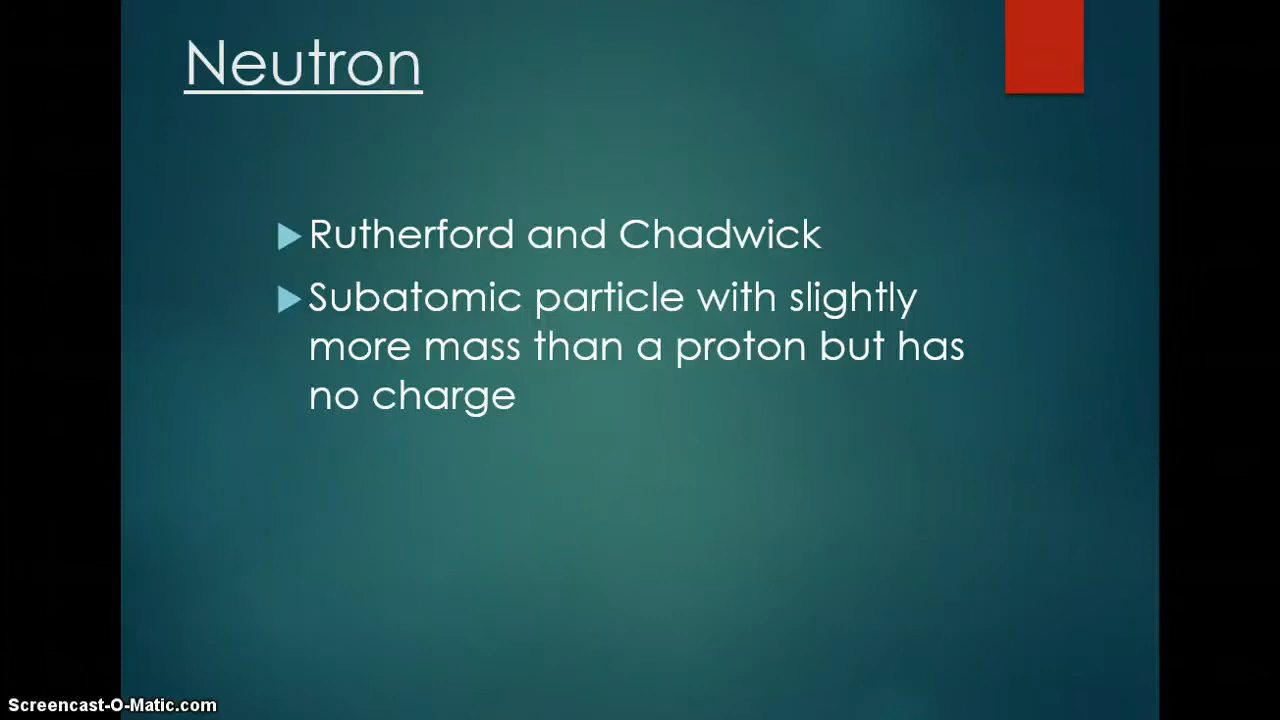 Neutron
Rutherford and Chadwick
Subatomic particle with slightly
more mass than a proton but has
no charge
Screencast-O-Matic.com